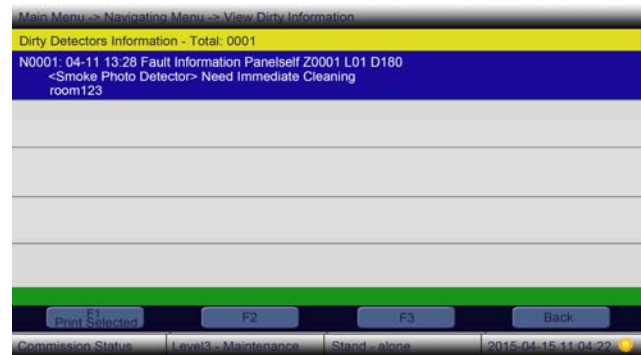 Main Menu -> Navigating Menu -> View Dirty Information
Dirty Detectors Information - Total: 0001
N0001: 04-11 13:28 Fault Information Panelself Z0001 L01 D180
<Smoke Photo Detector> Need Immediate Cleaning
room123
F1
Print Selected
F2
F3
Back
Commission Status
Level3 - Maintenance
Stand - alone
2015-04-15 11:04:22